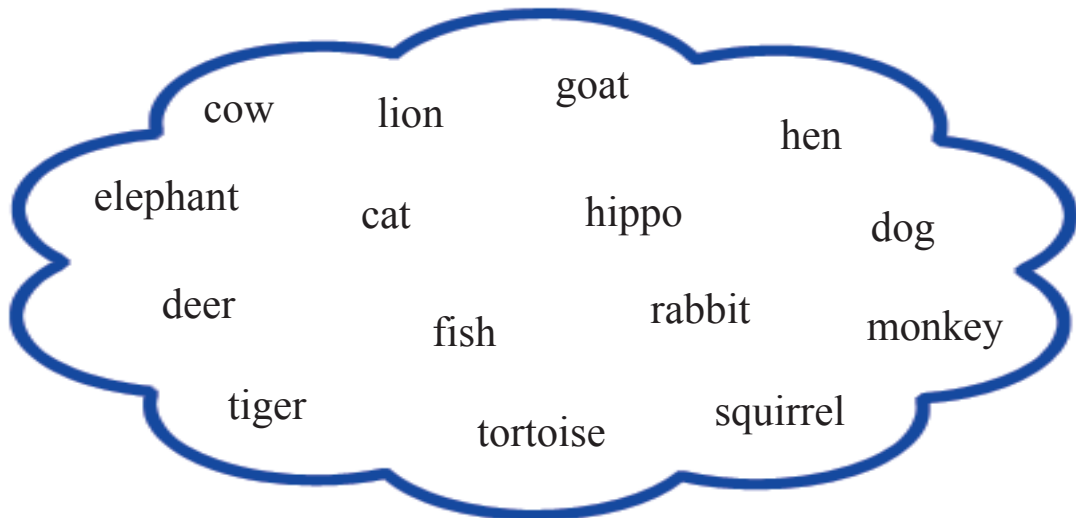 cow lion goat hen
elephant cat hippo dog
deer fish rabbit monkey
tiger tortoise squirrel